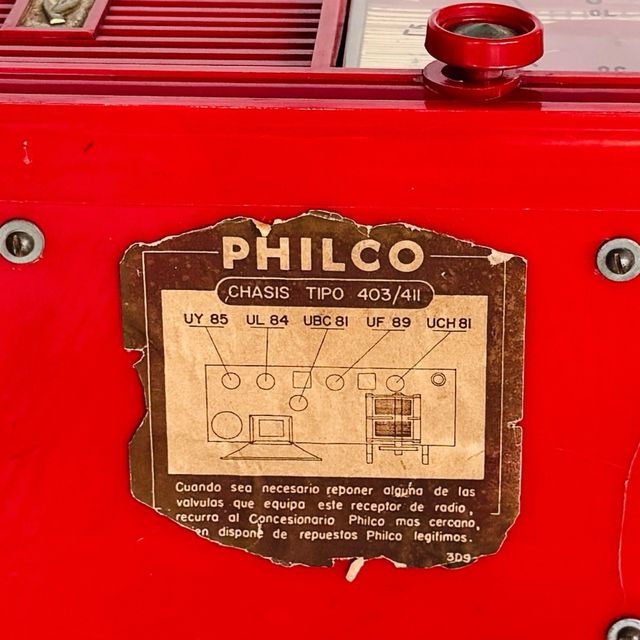 PHILCO
CHASIS TIPO 403/411
UY 85 UL 84 UBC 81 UF 89 UCH 81
Cuando sea necesario reponer alguna de las
valvulas que equipa este receptor de radio,
recurra al Concesionario Philco mas cercano,
dispone de repuestos Philco legitimos.
3D9-